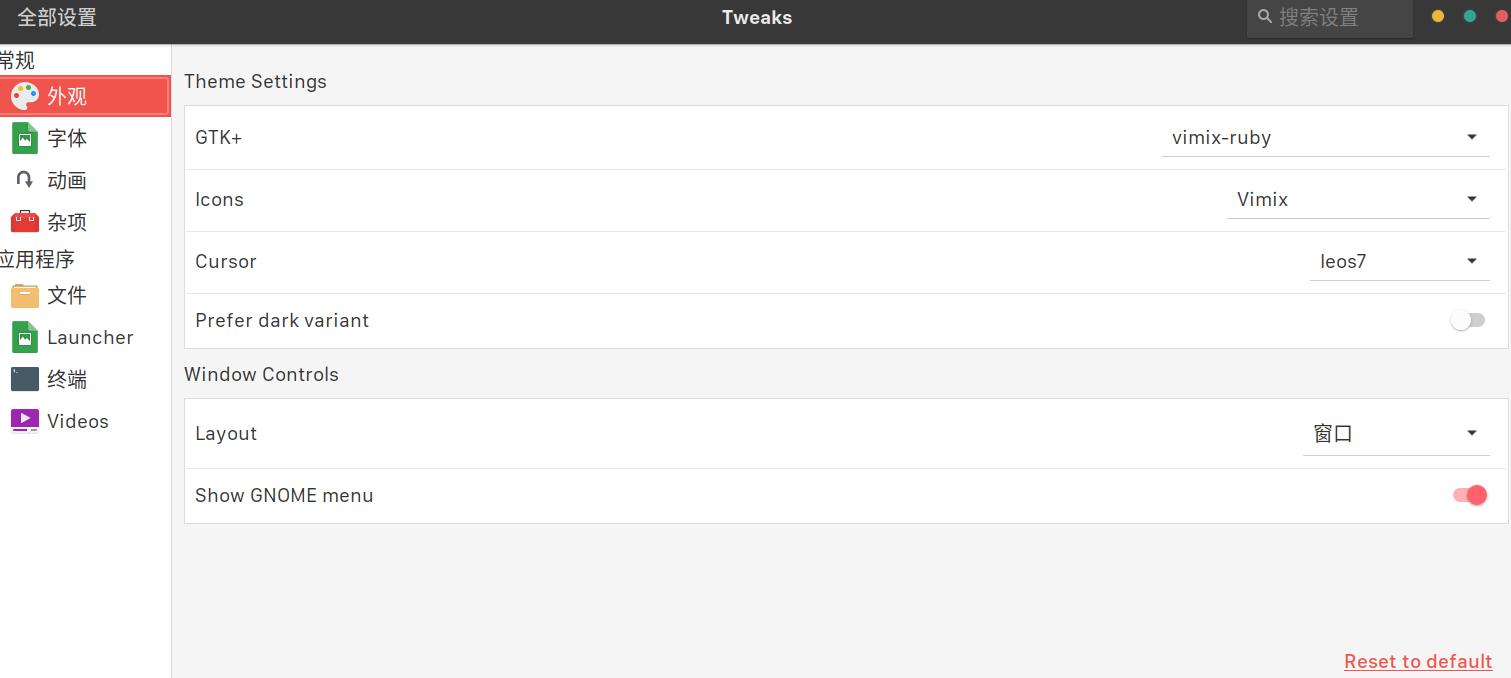 全部设置
Tweaks
搜索设置
常规
外观
字体
动画
杂项
应用程序
文件
Launcher
终端
Videos
Theme Settings
GTK+ vimix-ruby
Icons Vimix
Cursor leos7
Prefer dark variant
Window Controls
Layout 窗口
Show GNOME menu
Reset to default